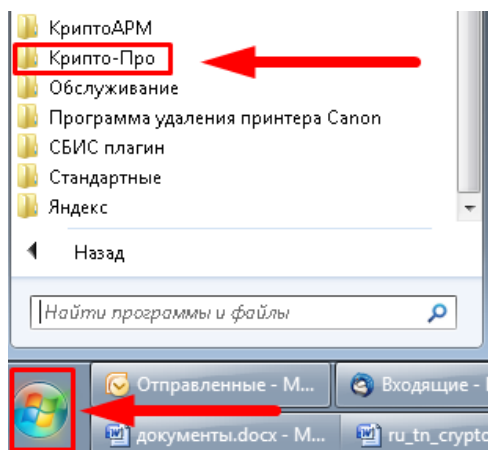 КриптоАРМ
Крипто-Про
Обслуживание
Программа удаления принтера Canon
СБИС плагин
Стандартные
Яндекс
Назад
Найти программы и файлы
Отправленные - M...
Входящие -
документы.docx - M...
ru_tn_crypto